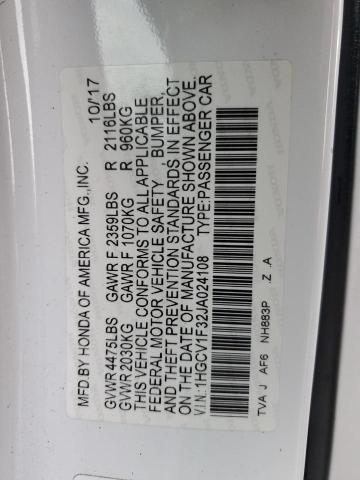 MFD BY HONDA OF AMERICA MFG.,INC. 10/17
GVWR 4475LBS GAWR F 2359LBS R 2116LBS
GVWR 2030KG GAWR F 1070KG R 960KG
THIS VEHICLE CONFORMS TO ALL APPLICABLE
FEDERAL MOTOR VEHICLE SAFETY , BUMPER,
AND THEFT PREVENTION STANDARDS IN EFFECT
ON THE DATE OF MANUFACTURE SHOWN ABOVE.
V.I.N.:1HGCV1F32JA024108 TYPE:PASSENGER CAR
TVA J AF6 NH883P .Z .A